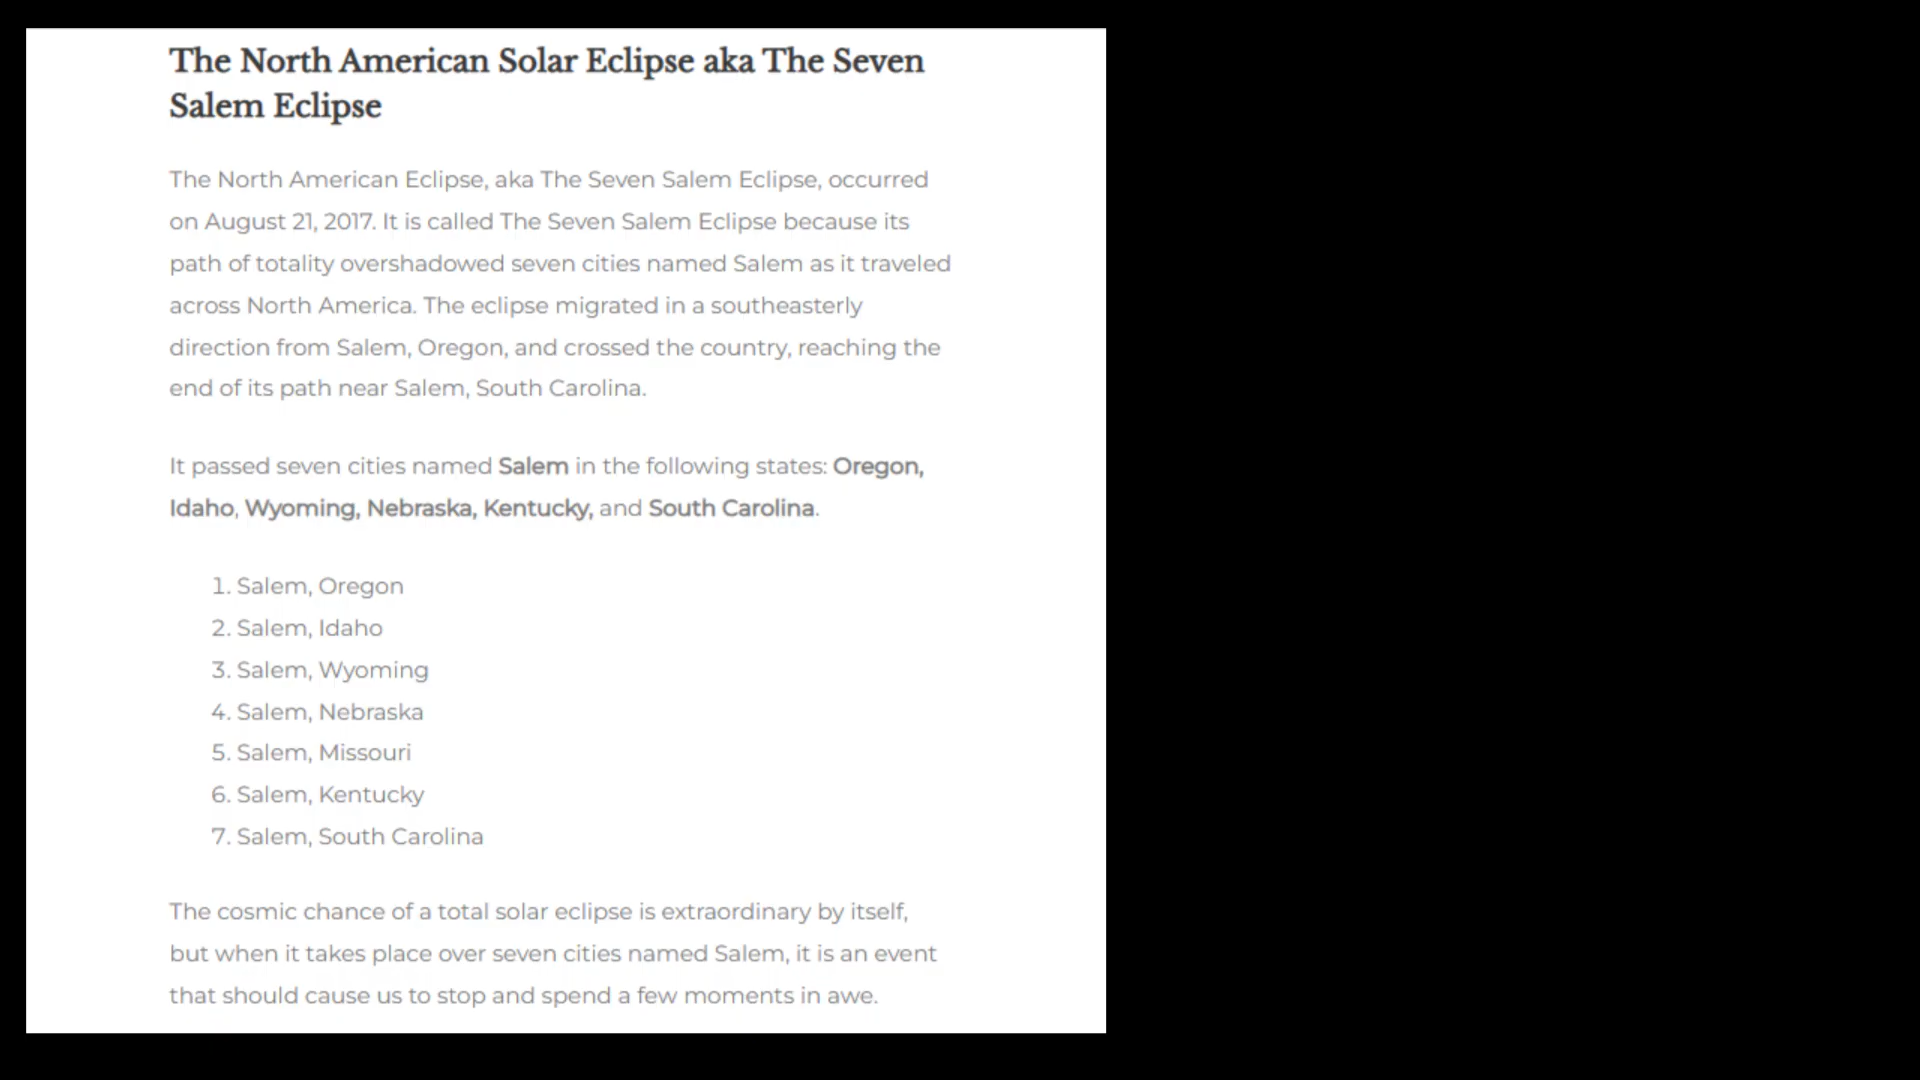 The North American Solar Eclipse aka The Seven
Salem Eclipse
The North American Eclipse, aka The Seven Salem Eclipse, occurred
on August 21, 2017. It is called The Seven Salem Eclipse because its
path of totality overshadowed seven cities named Salem as it traveled
across North America. The eclipse migrated in a southeasterly
direction from Salem, Oregon, and crossed the country, reaching the
end of its path near Salem, South Carolina.
It passed seven cities named Salem in the following states: Oregon,
Idaho, Wyoming, Nebraska, Kentucky, and South Carolina.
1. Salem, Oregon
2. Salem, Idaho
3. Salem, Wyoming
4. Salem, Nebraska
5. Salem, Missouri
6. Salem, Kentucky
7. Salem, South Carolina
The cosmic chance of a total solar eclipse is extraordinary by itself,
but when it takes place over seven cities named Salem, it is an event
that should cause us to stop and spend a few moments in awe.